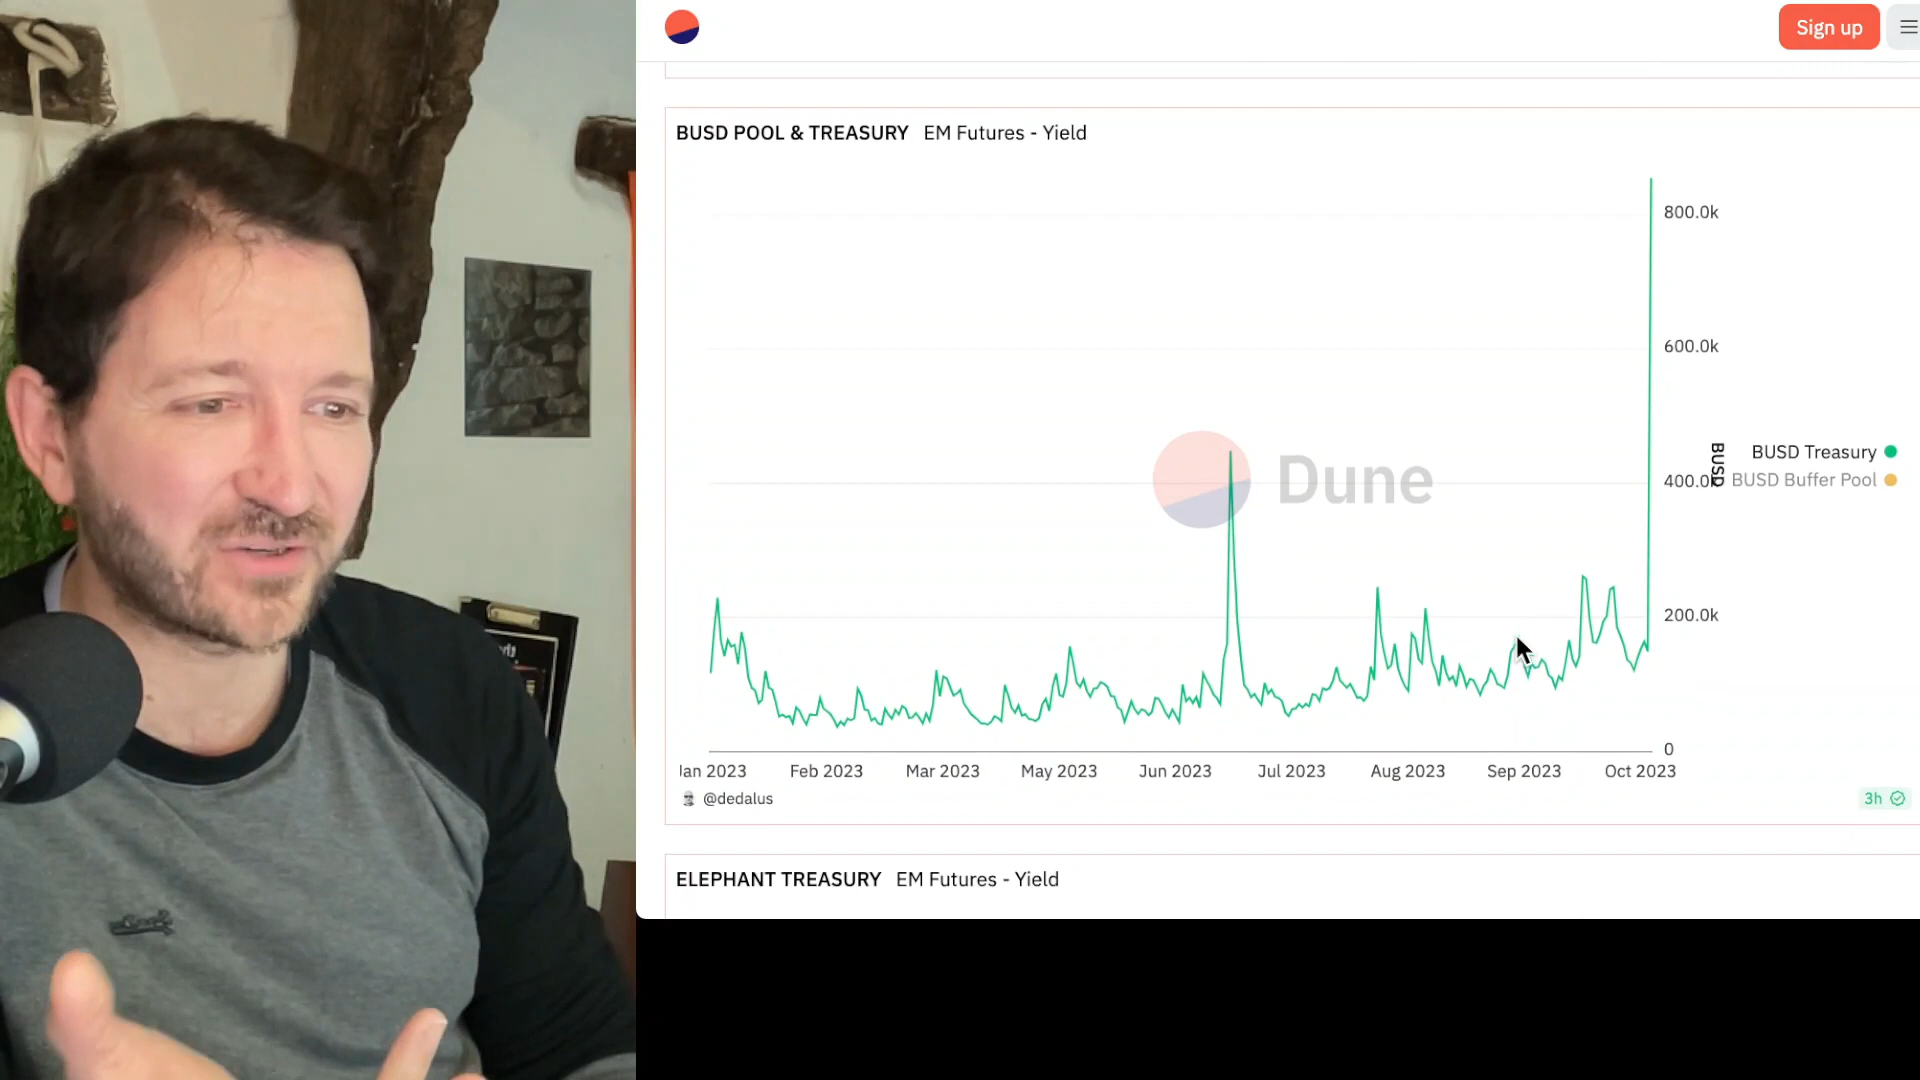 Sign up
BUSD POOL & TREASURY EM Futures - Yield
800.0k
600.0k
400.0k
200.0k
0
BUSD
BUSD Treasury
BUSD Buffer Pool
Dune
Jan 2023 Feb 2023 Mar 2023 May 2023 Jun 2023 Jul 2023 Aug 2023 Sep 2023 Oct 2023
@dedalus
3h
ELEPHANT TREASURY EM Futures - Yield